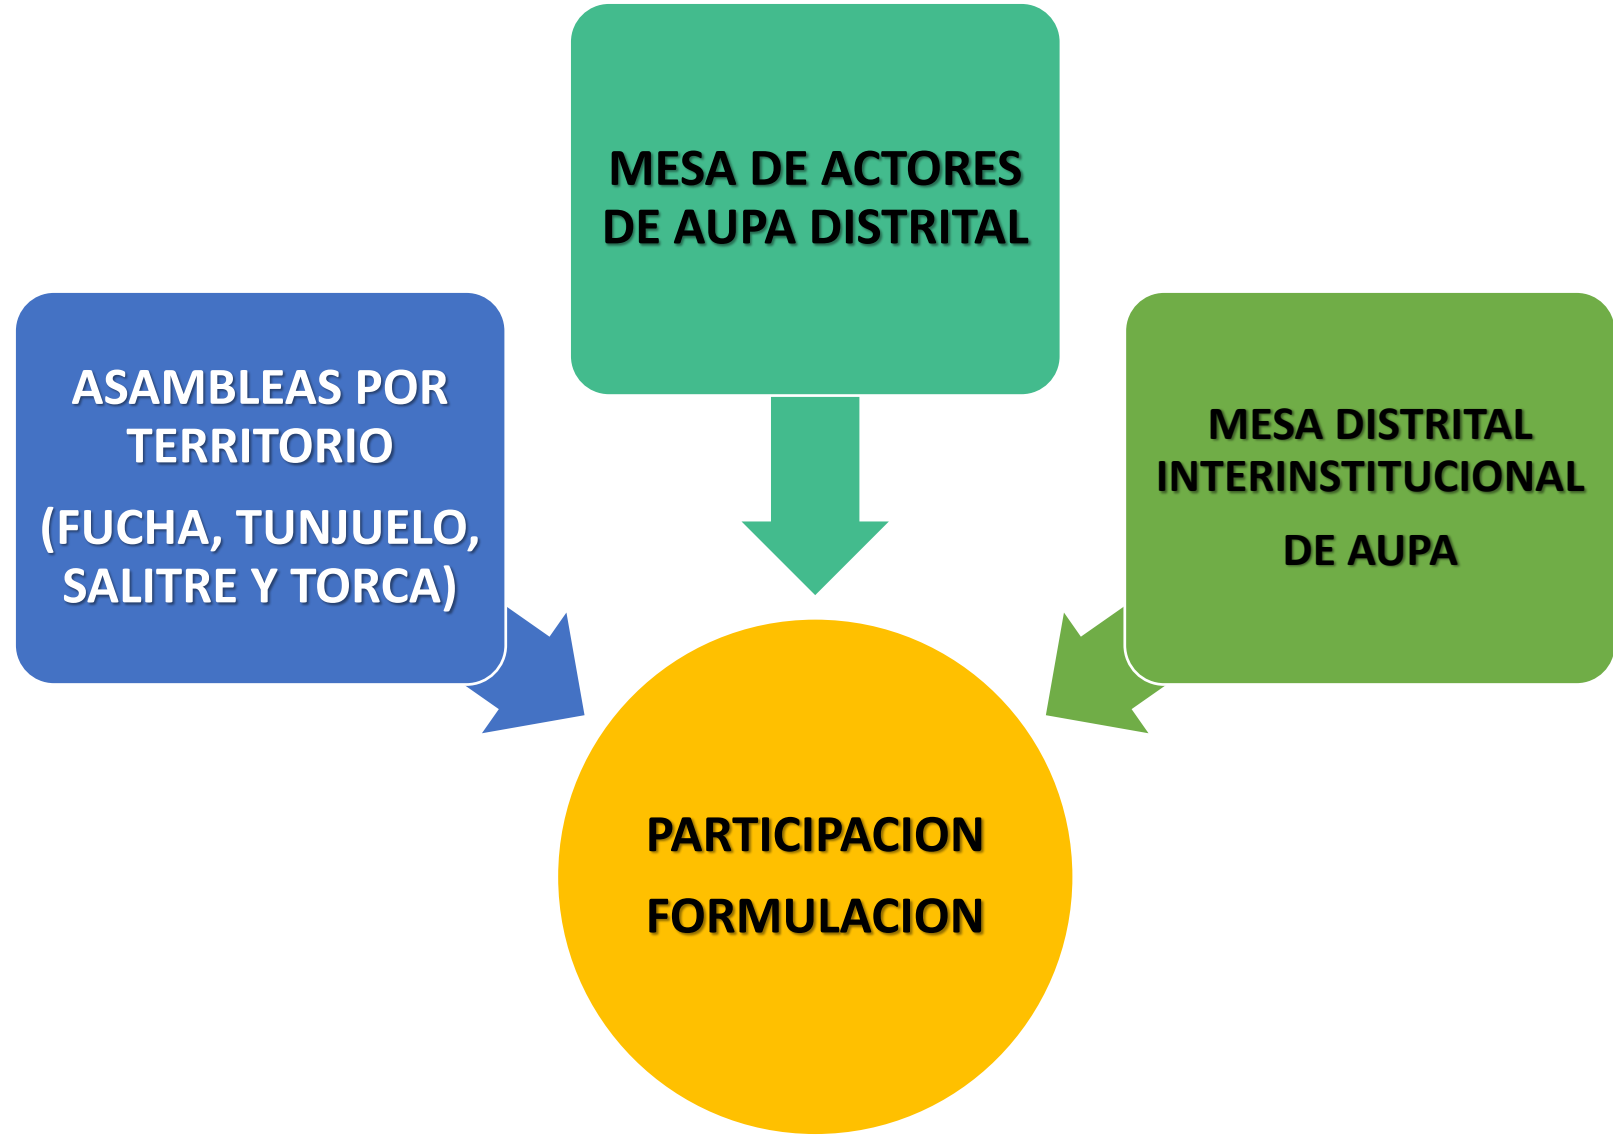 MESA DE ACTORES
DE AUPA DISTRITAL
ASAMBLEAS POR
TERRITORIO
(FUCHA, TUNJUELO,
SALITRE Y TORCA)
MESA DISTRITAL
INTERINSTITUCIONAL
DE AUPA
PARTICIPACION
FORMULACION